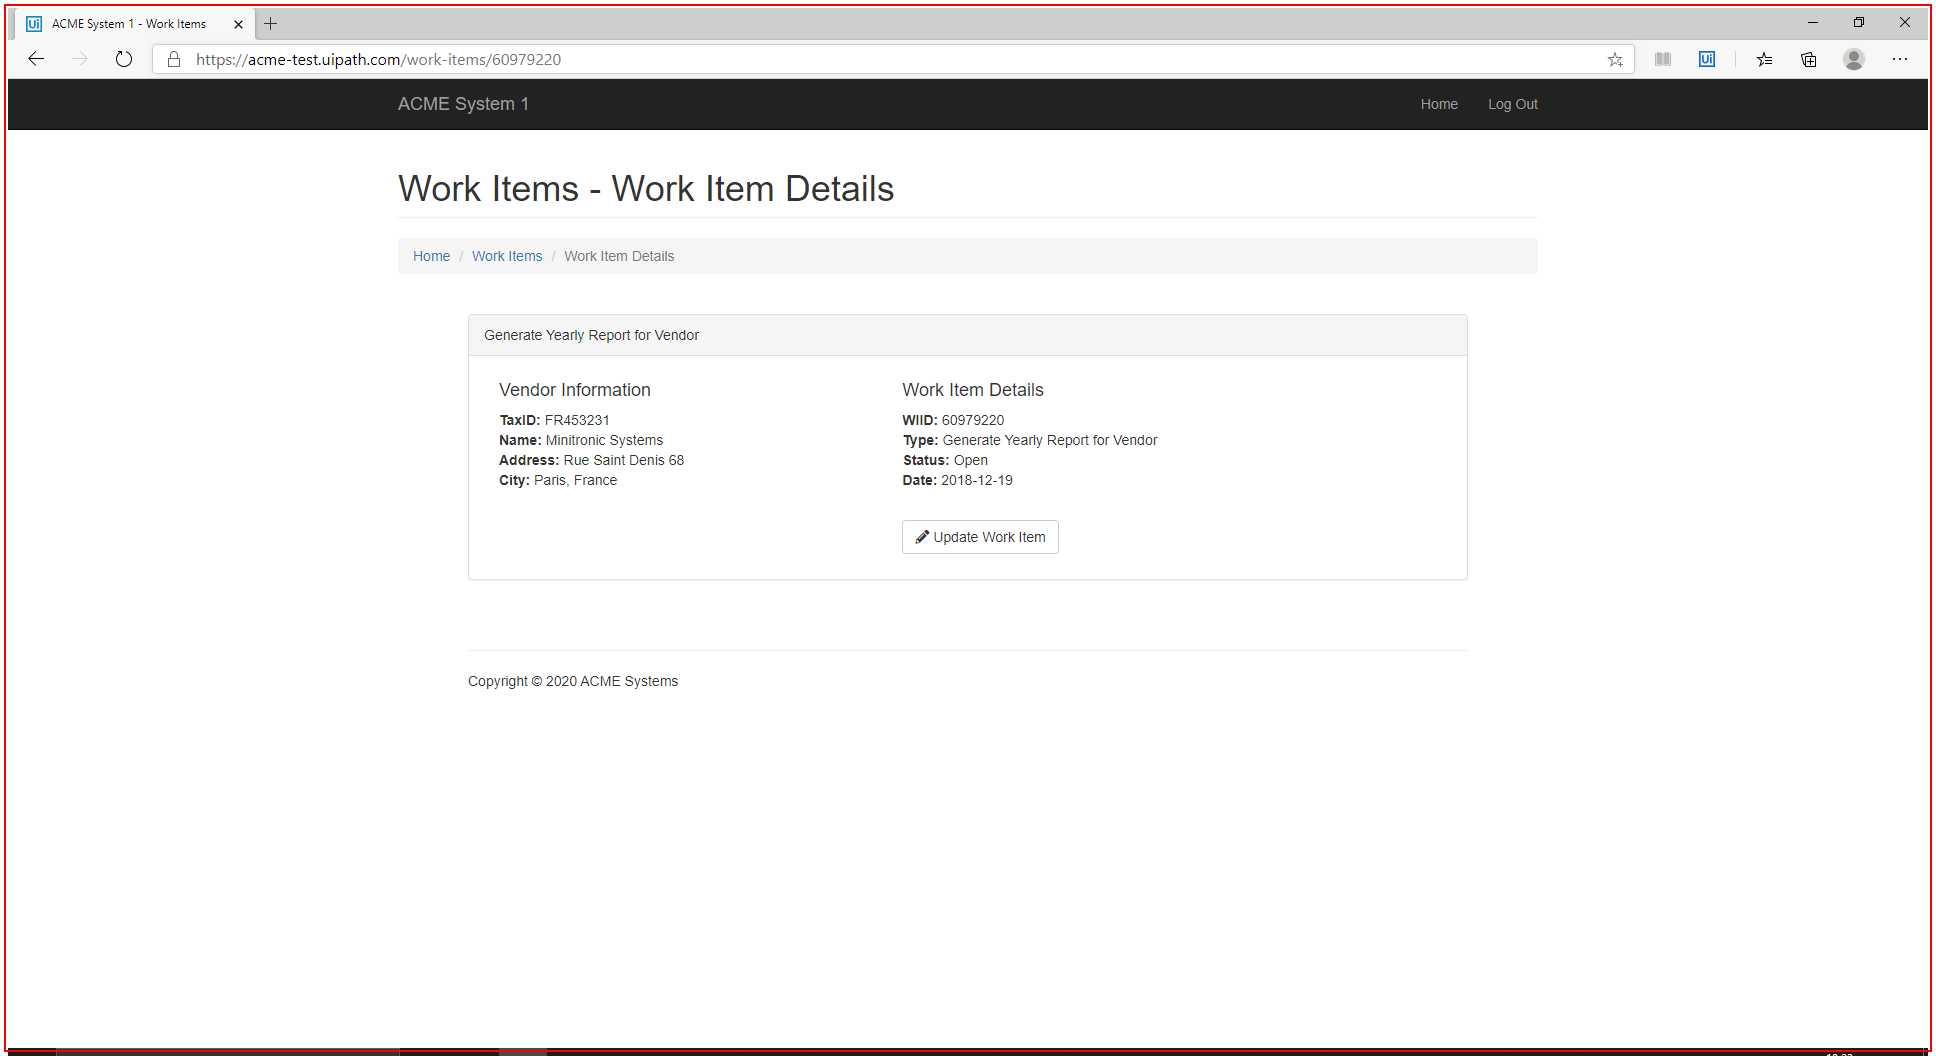 ACME System 1 - Work Items
https://acme-test.uipath.com/work-items/60979220
ACME System 1
Home
Log Out
Work Items - Work Item Details
Home / Work Items / Work Item Details
Generate Yearly Report for Vendor
Vendor Information
TaxID: FR453231
Name: Minitronic Systems
Address: Rue Saint Denis 68
City: Paris, France
Work Item Details
WIID: 60979220
Type: Generate Yearly Report for Vendor
Status: Open
Date: 2018-12-19
Update Work Item
Copyright © 2020 ACME Systems